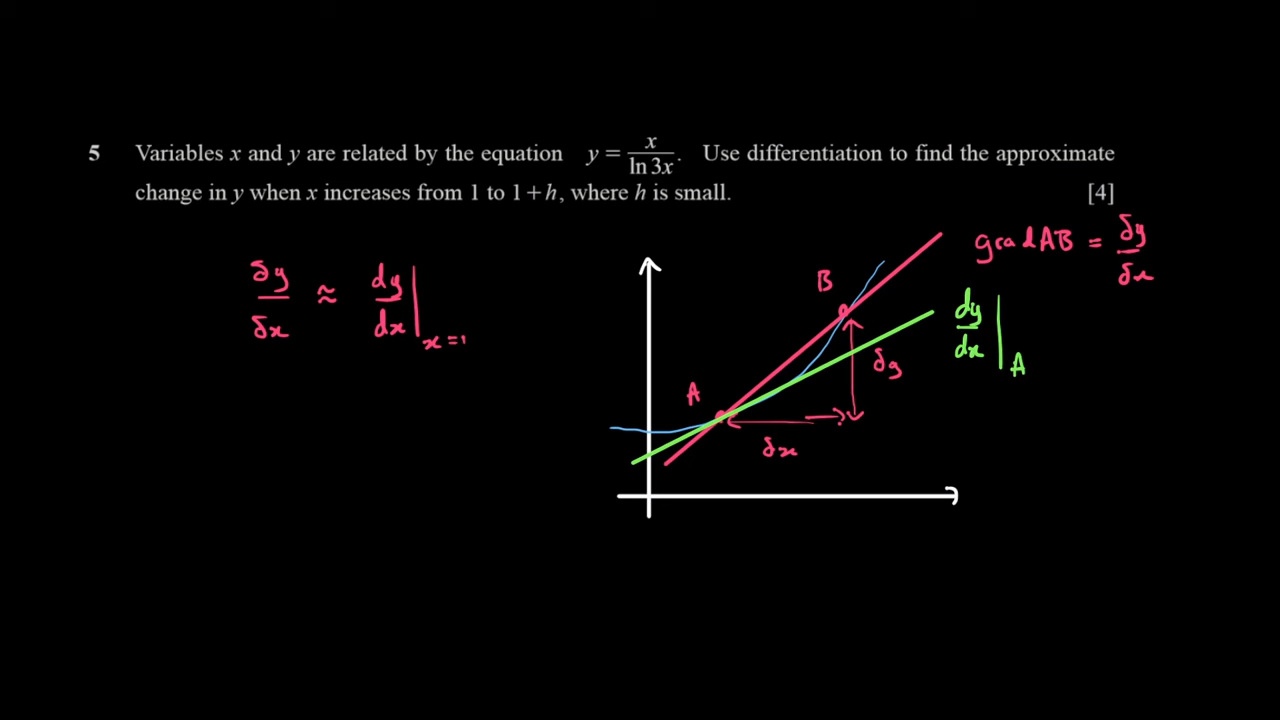 5 Variables x and y are related by the equation y = x/ln 3x. Use differentiation to find the approximate
change in y when x increases from 1 to 1 + h, where h is small. [4]
δy/δx ≈ dy/dx |x=1
grad AB = δy/δx
B
dy/dx |A
δy
A
δx